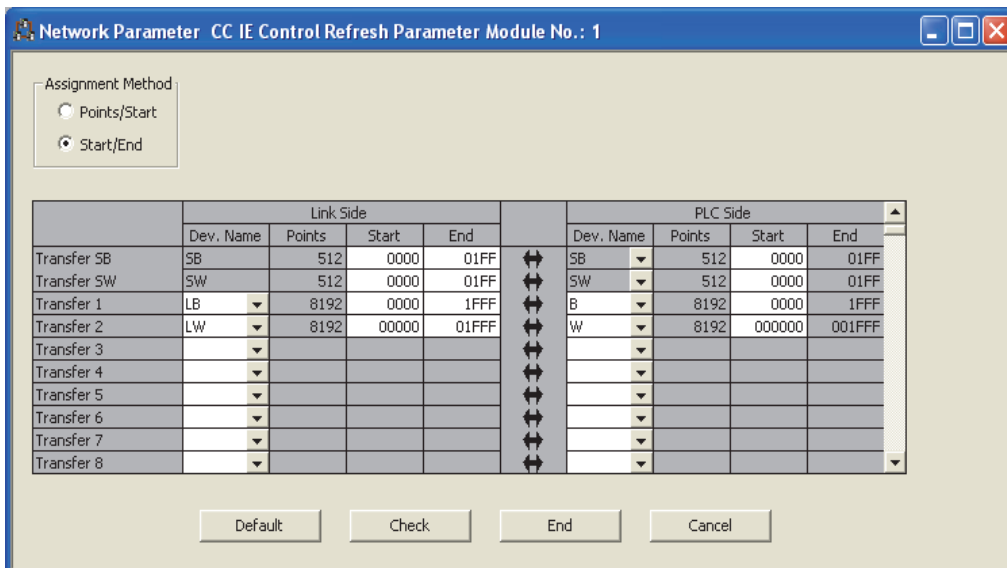 Network Parameter CC IE Control Refresh Parameter Module No.: 1
Assignment Method
Points/Start
Start/End
Link Side PLC Side
Dev. Name Points Start End Dev. Name Points Start End
Transfer SB SB 512 0000 01FF SB 512 0000 01FF
Transfer SW SW 512 0000 01FF SW 512 0000 01FF
Transfer 1 LB 8192 0000 1FFF B 8192 0000 1FFF
Transfer 2 LW 8192 00000 01FFF W 8192 000000 001FFF
Transfer 3
Transfer 4
Transfer 5
Transfer 6
Transfer 7
Transfer 8
Default Check End Cancel